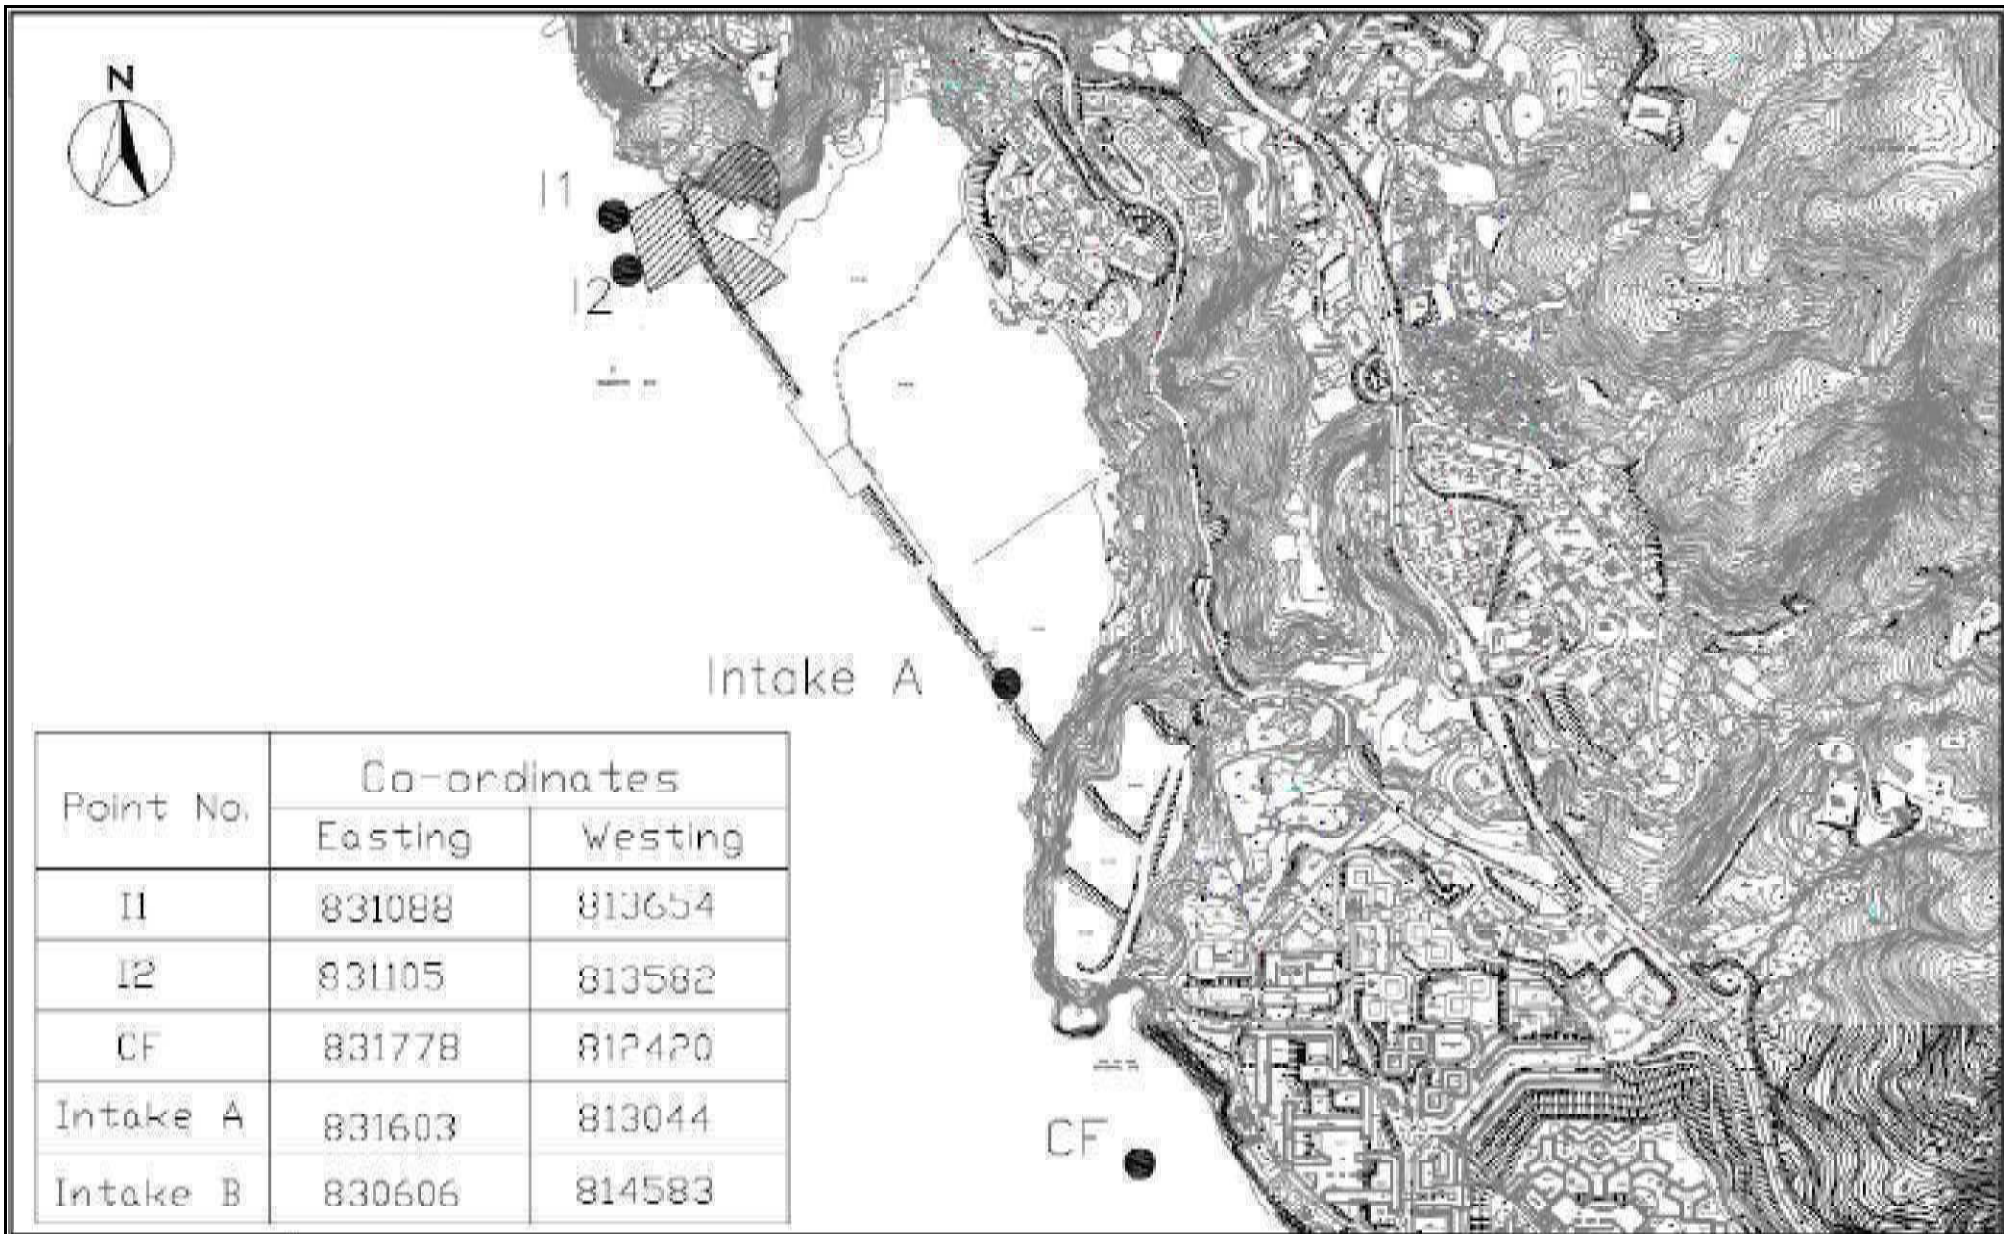 N
I1
I2
Intake A
Point No.
Co-ordinates
Easting
Westing
I1
831088
813654
I2
831105
813582
CF
831778
812420
Intake A
831603
813044
Intake B
830606
814583
CF